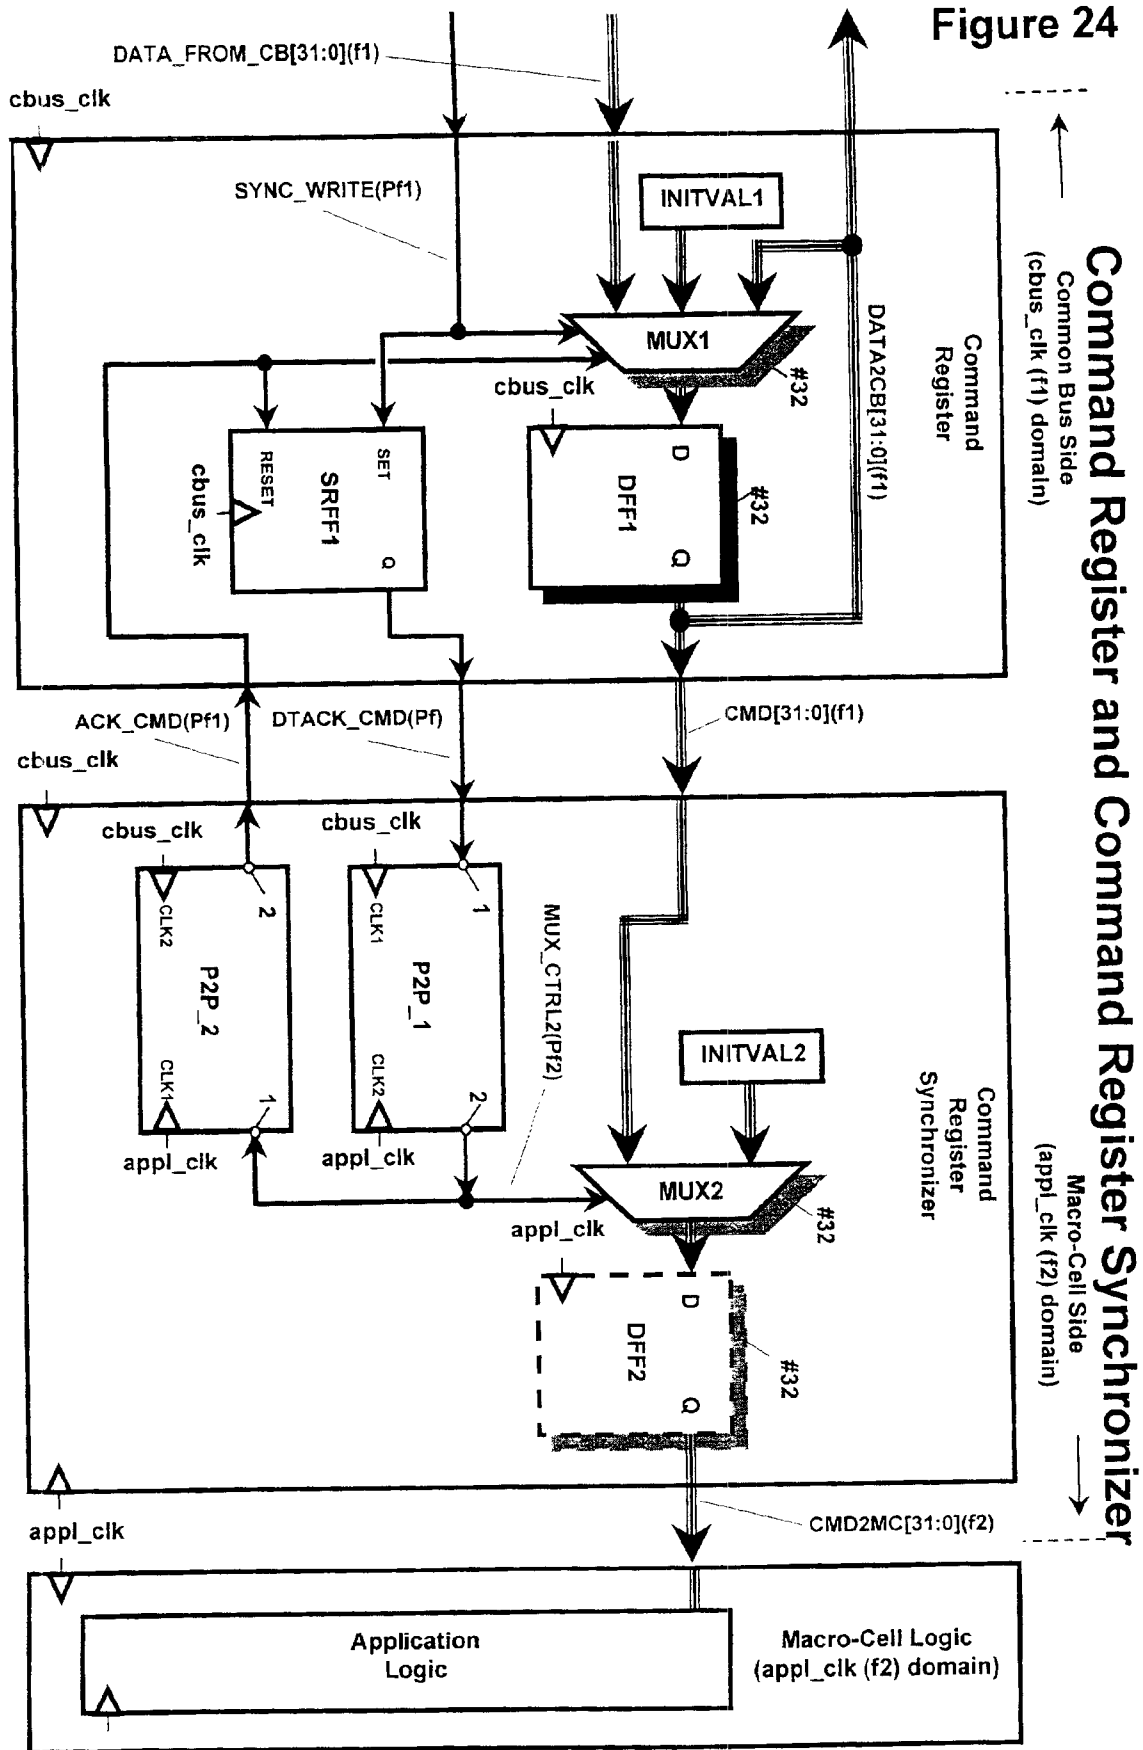 Figure 24
Command Register and Command Register Synchronizer
Common Bus Side
(cbus_clk (f1) domain)
Macro-Cell Side
(appl_clk (f2) domain)
DATA_FROM_CB[31:0](f1)
cbus_clk
SYNC_WRITE(Pf1)
INITVAL1
MUX1
#32
DATA2CB[31:0](f1)
Command
Register
cbus_clk
D
DFF1
Q
#32
SET
RESET
SRFF1
Q
cbus_clk
ACK_CMD(Pf1)
DTACK_CMD(Pf)
CMD[31:0](f1)
cbus_clk
cbus_clk
cbus_clk
2
CLK2
P2P_2
CLK1
1
1
CLK1
P2P_1
CLK2
2
MUX_CTRL2(Pf2)
INITVAL2
Command
Register
Synchronizer
appl_clk
appl_clk
MUX2
#32
appl_clk
D
DFF2
Q
#32
CMD2MC[31:0](f2)
appl_clk
Application
Logic
Macro-Cell Logic
(appl_clk (f2) domain)